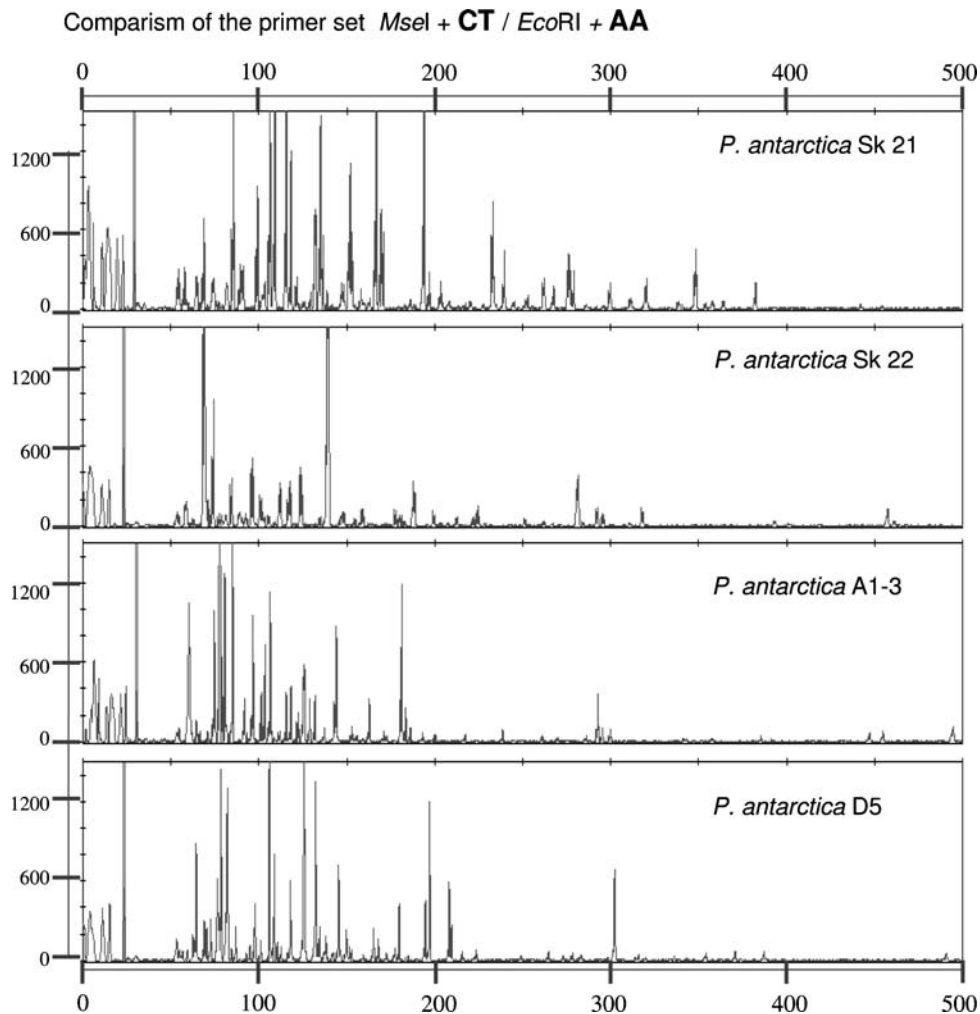 Comparism of the primer set MseI + CT / EcoRI + AA
0 100 200 300 400 500
P. antarctica Sk 21
1200
600
0
P. antarctica Sk 22
1200
600
0
P. antarctica A1-3
1200
600
0
P. antarctica D5
1200
600
0
0 100 200 300 400 500